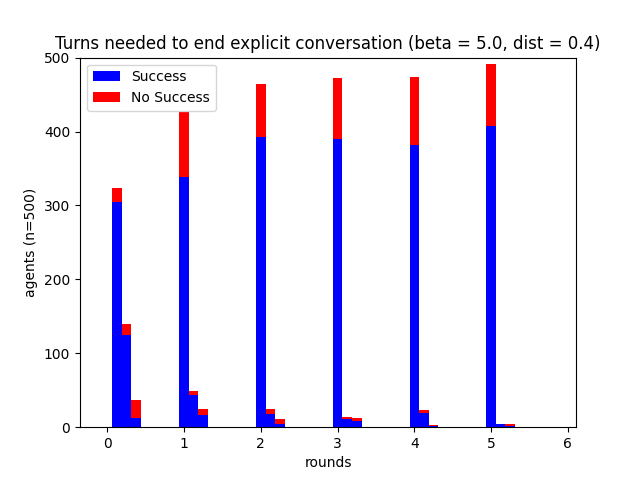 Turns needed to end explicit conversation (beta = 5.0, dist = 0.4)
Success
No Success
500
400
300
200
100
0
agents (n=500)
0 1 2 3 4 5 6
rounds